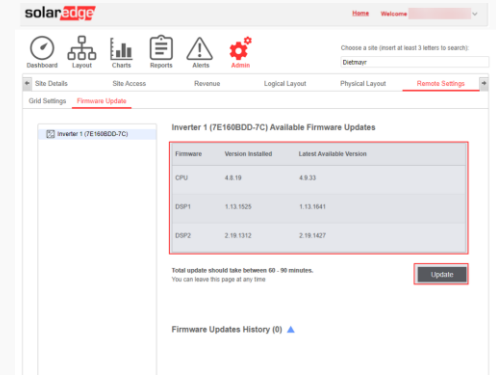 solaredge
Home Welcome
Dashboard Layout Charts Reports Alerts Admin
Choose a site (insert at least 3 letters to search):
Dietmayr
Site Details Site Access Revenue Logical Layout Physical Layout Remote Settings
Grid Settings Firmware Update
Inverter 1 (7E160BDD-7C)
Inverter 1 (7E160BDD-7C) Available Firmware Updates
Firmware Version Installed Latest Available Version
CPU 4.8.19 4.9.33
DSP1 1.13.1525 1.13.1641
DSP2 2.19.1312 2.19.1427
Total update should take between 60 - 90 minutes.
You can leave this page at any time
Update
Firmware Updates History (0)